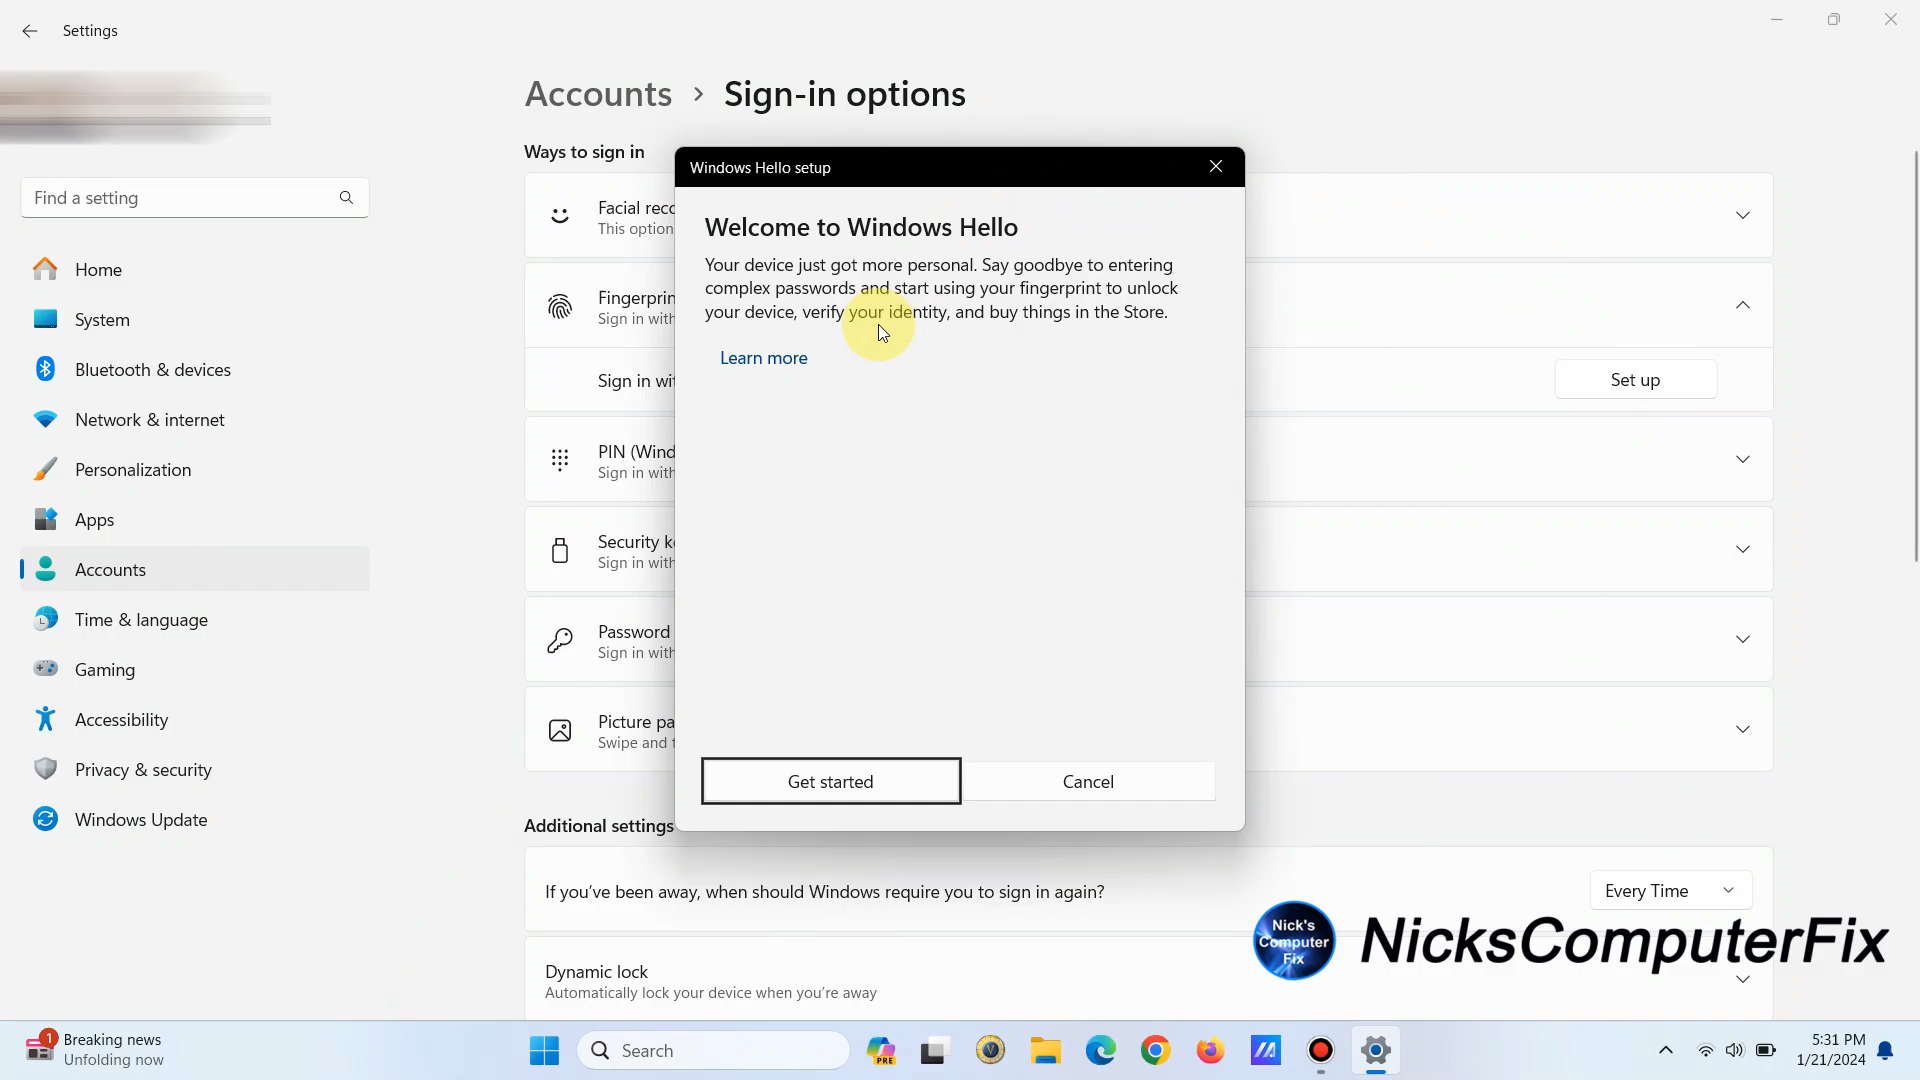 Settings
Find a setting
Home
System
Bluetooth & devices
Network & internet
Personalization
Apps
Accounts
Time & language
Gaming
Accessibility
Privacy & security
Windows Update
Accounts > Sign-in options
Ways to sign in
Facial reco
This option
Fingerprin
Sign in with
Sign in wit
Set up
PIN (Wind
Sign in with
Security k
Sign in with
Password
Sign in with
Picture pa
Swipe and t
Windows Hello setup
Welcome to Windows Hello
Your device just got more personal. Say goodbye to entering
complex passwords and start using your fingerprint to unlock
your device, verify your identity, and buy things in the Store.
Learn more
Get started
Cancel
Additional settings
If you've been away, when should Windows require you to sign in again?
Every Time
Dynamic lock
Automatically lock your device when you're away
Nick's
Computer
Fix
NicksComputerFix
1
Breaking news
Unfolding now
Search
PRE
5:31 PM
1/21/2024